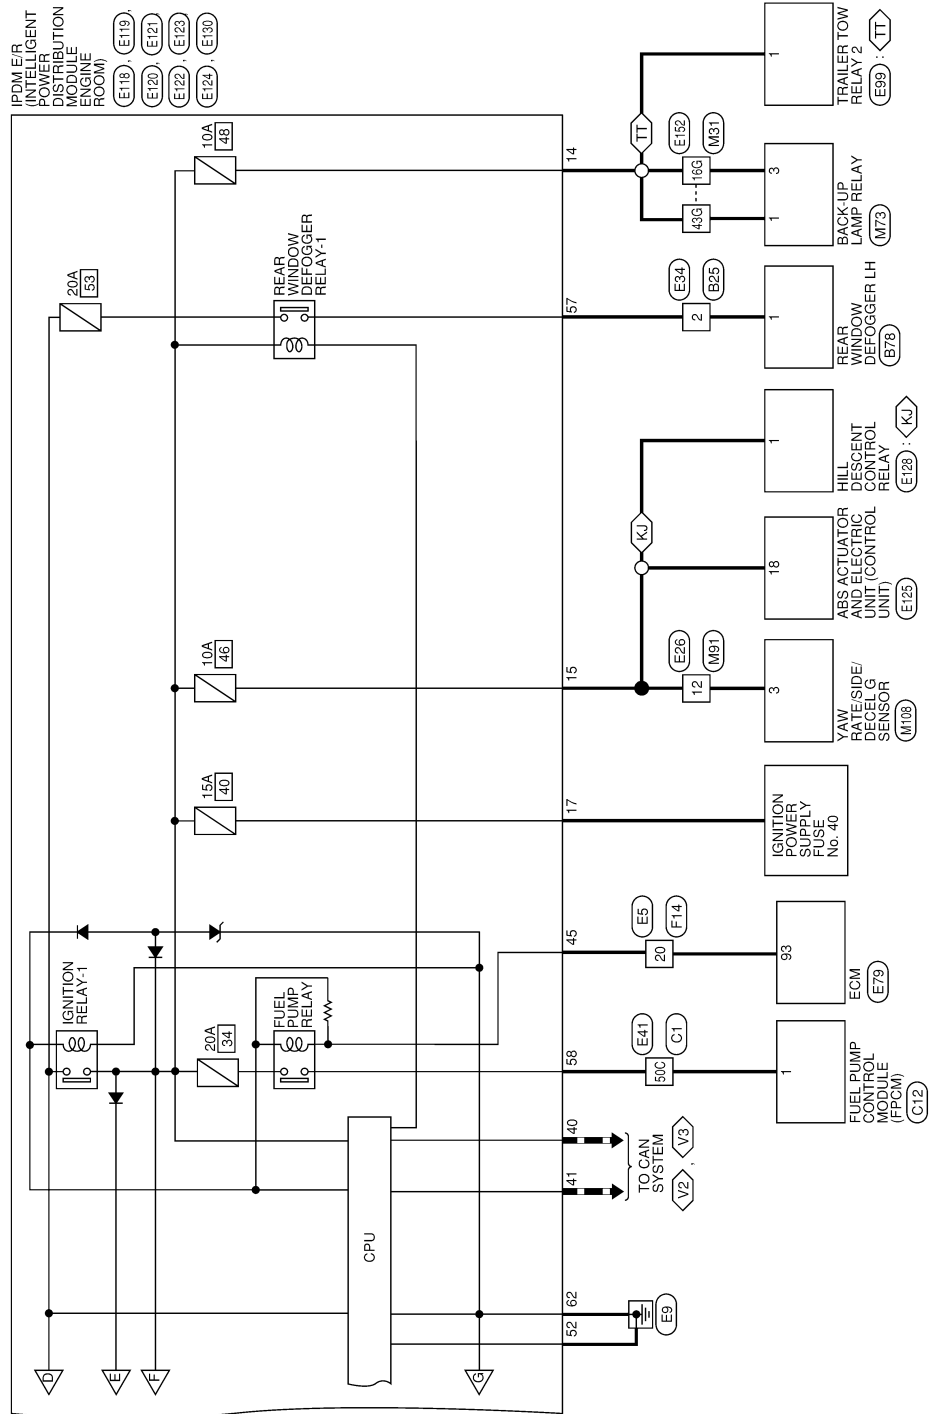 IPDM E/R
(INTELLIGENT
POWER
DISTRIBUTION
MODULE
ENGINE
ROOM)
E118 , E119 ,
E120 , E121 ,
E122 , E123 ,
E124 , E130
D
E
F
G
CPU
IGNITION
RELAY-1
20A
34
FUEL
PUMP
RELAY
15A
40
10A
46
20A
53
REAR
WINDOW
DEFOGGER
RELAY-1
10A
48
52
62
41
40
58
45
17
15
57
14
E9
TO CAN
SYSTEM
V2 , V3
E41
50C
C1
1
FUEL PUMP
CONTROL
MODULE
(FPCM)
C12
E5
20
F14
93
ECM
E79
IGNITION
POWER
SUPPLY
FUSE
No. 40
E26
12
M91
3
YAW
RATE/SIDE/
DECEL G
SENSOR
M108
KJ
18
ABS ACTUATOR
AND ELECTRIC
UNIT (CONTROL
UNIT)
E125
1
HILL
DESCENT
CONTROL
RELAY
E128 : KJ
E34
2
B25
1
REAR
WINDOW
DEFOGGER LH
B78
TT
E152
43G
16G
M31
1
3
BACK-UP
LAMP RELAY
M73
1
TRAILER TOW
RELAY 2
E99 : TT